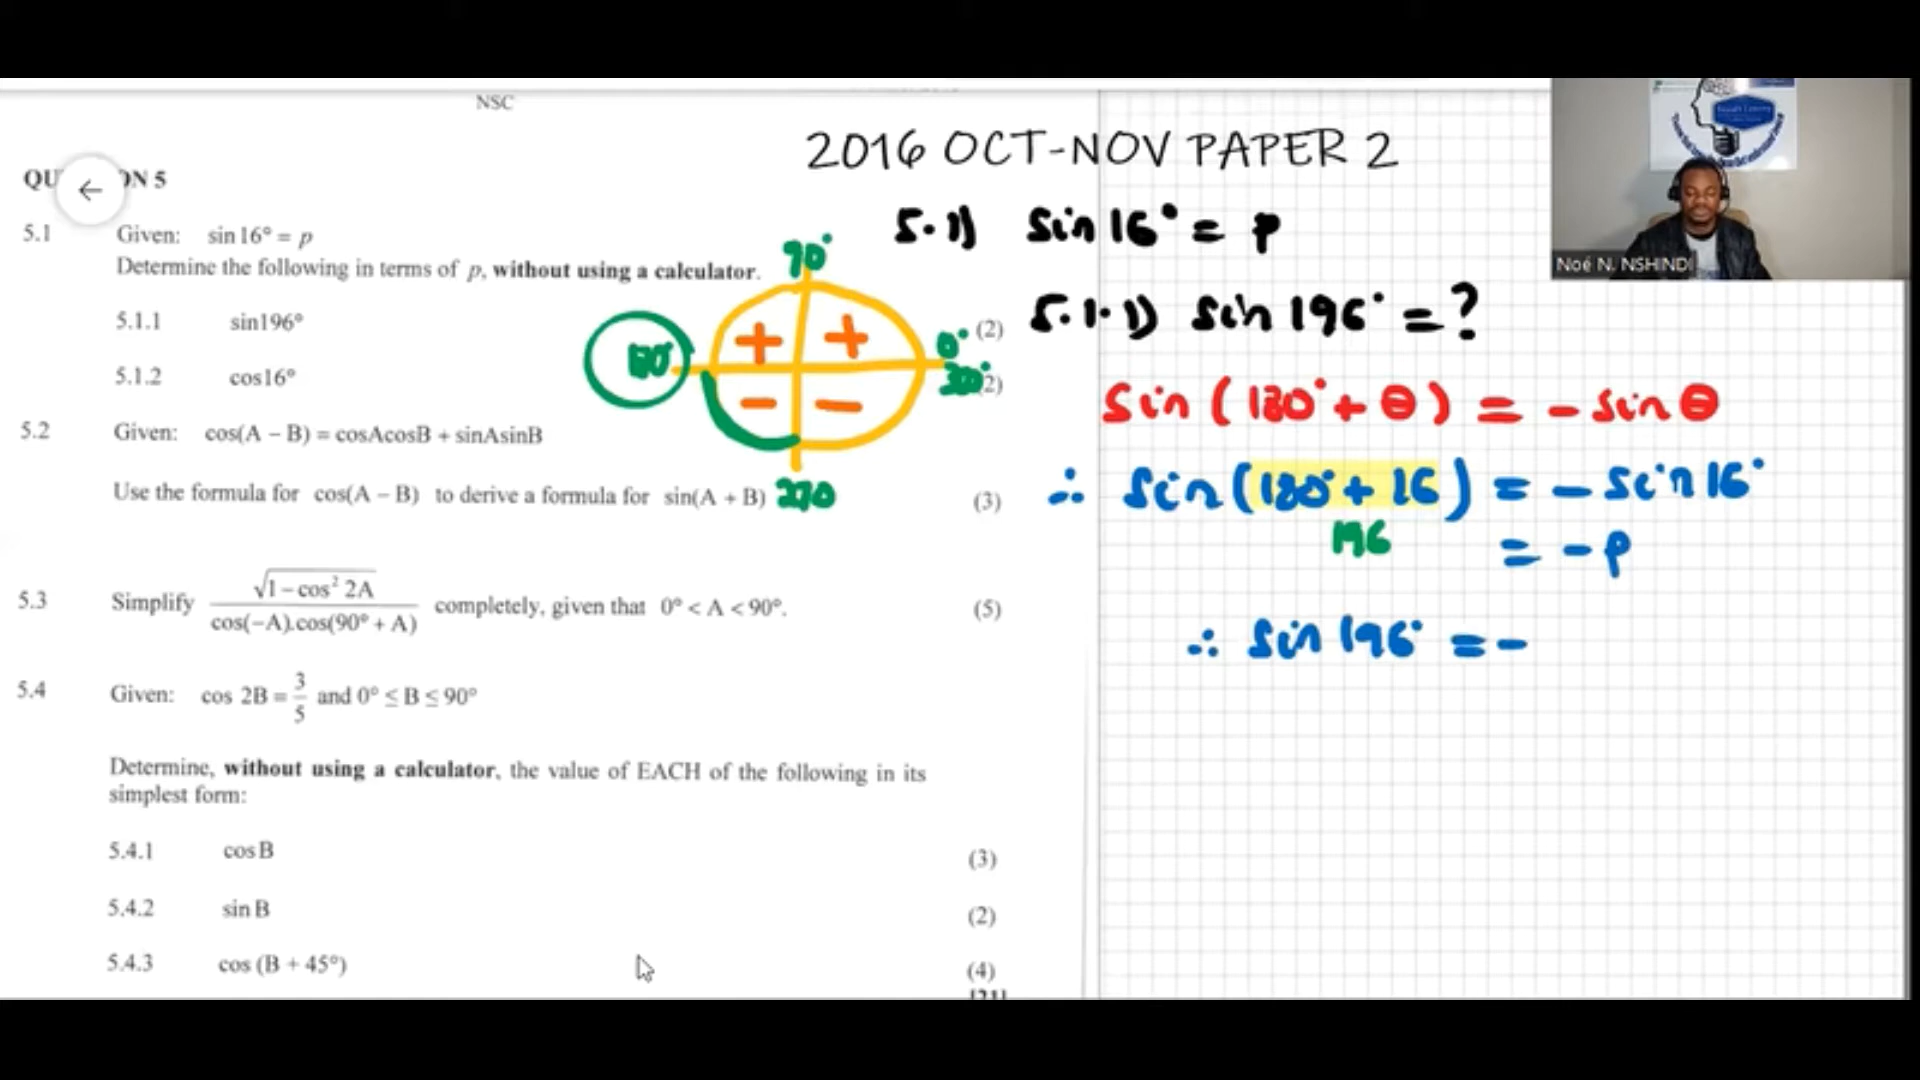 NSC
2016 OCT-NOV PAPER 2
QU ON 5
5.1 Given: sin 16° = p
Determine the following in terms of p, without using a calculator.
5.1.1 sin196° (2)
5.1.2 cos16° 2)
5.2 Given: cos(A − B) = cosAcosB + sinAsinB
Use the formula for cos(A − B) to derive a formula for sin(A + B) (3)
5.3 Simplify √1 − cos² 2A / cos(−A).cos(90° + A) completely, given that 0° < A < 90°. (5)
5.4 Given: cos 2B = 3/5 and 0° ≤ B ≤ 90°
Determine, without using a calculator, the value of EACH of the following in its
simplest form:
5.4.1 cos B (3)
5.4.2 sin B (2)
5.4.3 cos (B + 45°) (4)
[21]
90°
180°
0°
270
+ +
− −
5.1) sin 16° = p
5.1.1) sin 196° = ?
sin (180° + θ) = − sin θ
∴ sin (180° + 16) = − sin 16°
196 = − p
∴ sin 196° = −
Noé N. NSHINDI